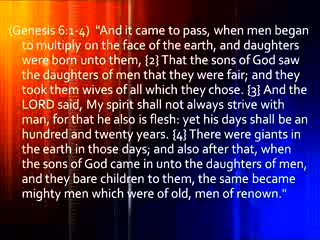 (Genesis 6:1-4)  "And it came to pass, when men began
to multiply on the face of the earth, and daughters
were born unto them, {2} That the sons of God saw
the daughters of men that they were fair; and they
took them wives of all which they chose. {3} And the
LORD said, My spirit shall not always strive with
man, for that he also is flesh: yet his days shall be an
hundred and twenty years. {4} There were giants in
the earth in those days; and also after that, when
the sons of God came in unto the daughters of men,
and they bare children to them, the same became
mighty men which were of old, men of renown."